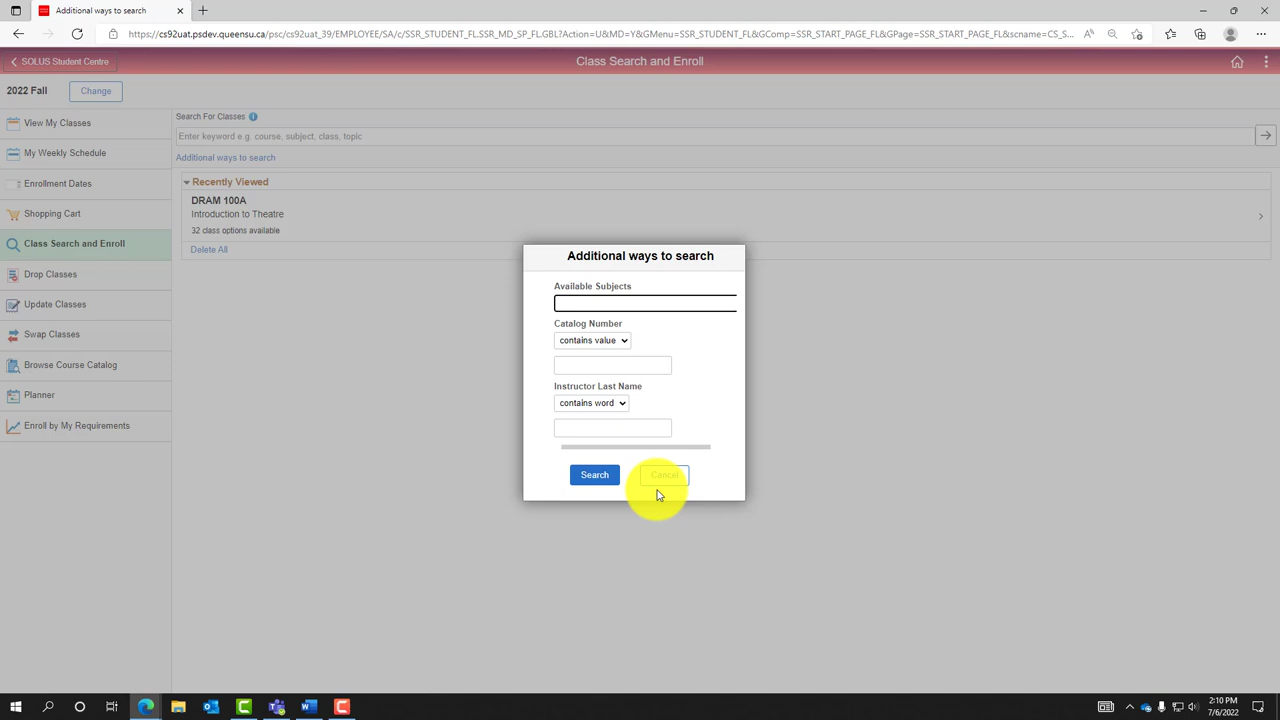 Additional ways to search
https://cs92uat.psdev.queensu.ca/psc/cs92uat_39/EMPLOYEE/SA/c/SSR_STUDENT_FL.SSR_MD_SP_FL.GBL?Action=U&MD=Y&GMenu=SSR_STUDENT_FL&GComp=SSR_START_PAGE_FL&GPage=SSR_START_PAGE_FL&scname=CS_S...
SOLUS Student Centre
Class Search and Enroll
2022 Fall
Change
View My Classes
My Weekly Schedule
Enrollment Dates
Shopping Cart
Class Search and Enroll
Drop Classes
Update Classes
Swap Classes
Browse Course Catalog
Planner
Enroll by My Requirements
Search For Classes
Enter keyword e.g. course, subject, class, topic
Additional ways to search
Recently Viewed
DRAM 100A
Introduction to Theatre
32 class options available
Delete All
Additional ways to search
Available Subjects
Catalog Number
contains value
Instructor Last Name
contains word
Search
Cancel
2:10 PM
7/6/2022